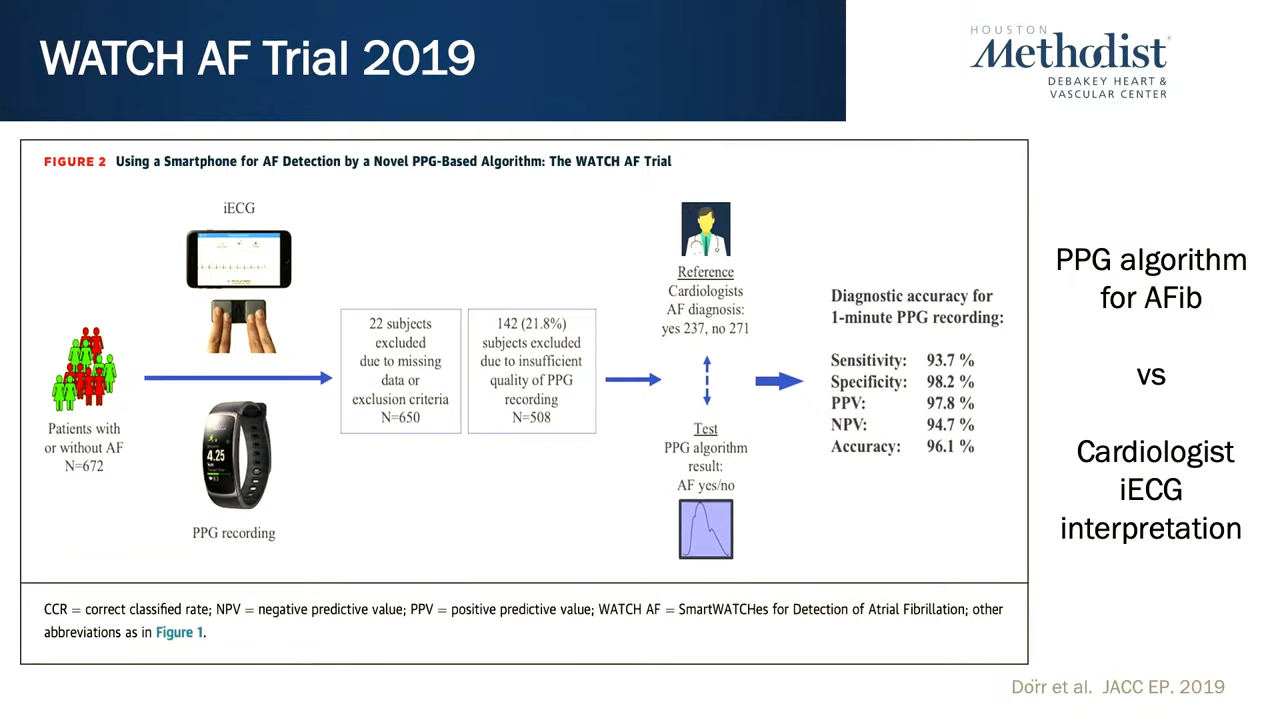 WATCH AF Trial 2019
HOUSTON
Methodist
DEBAKEY HEART &
VASCULAR CENTER
FIGURE 2 Using a Smartphone for AF Detection by a Novel PPG-Based Algorithm: The WATCH AF Trial
iECG
Patients with
or without AF
N=672
4.25
PPG recording
22 subjects
excluded
due to missing
data or
exclusion criteria
N=650
142 (21.8%)
subjects excluded
due to insufficient
quality of PPG
recording
N=508
Reference
Cardiologists
AF diagnosis:
yes 237, no 271
Test
PPG algorithm
result:
AF yes/no
Diagnostic accuracy for
1-minute PPG recording:
Sensitivity: 93.7 %
Specificity: 98.2 %
PPV: 97.8 %
NPV: 94.7 %
Accuracy: 96.1 %
PPG algorithm
for AFib
vs
Cardiologist
iECG
interpretation
CCR = correct classified rate; NPV = negative predictive value; PPV = positive predictive value; WATCH AF = SmartWATCHes for Detection of Atrial Fibrillation; other
abbreviations as in Figure 1.
Dörr et al. JACC EP. 2019